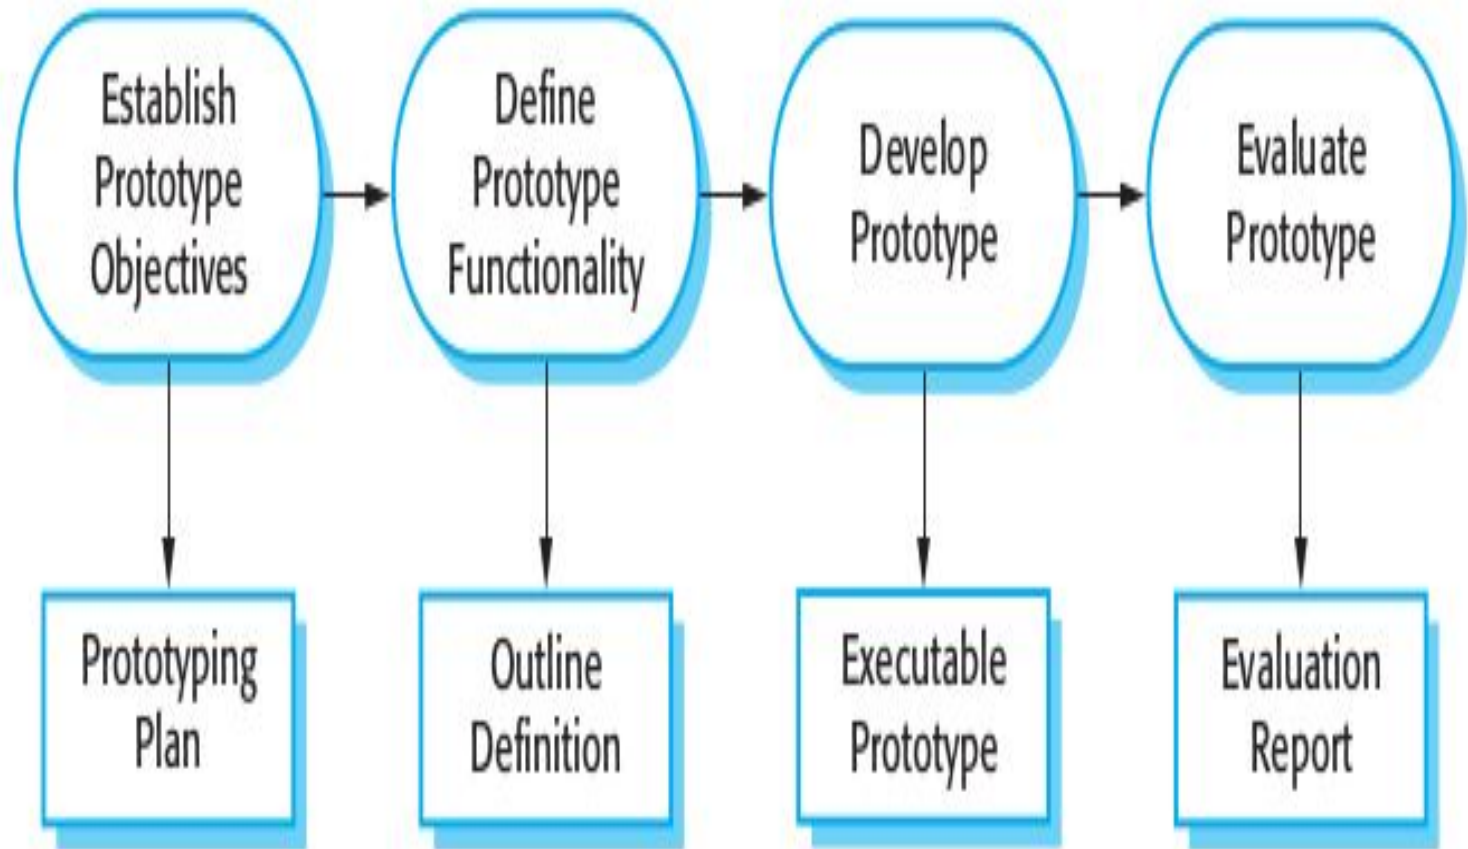 Establish
Prototype
Objectives
Define
Prototype
Functionality
Develop
Prototype
Evaluate
Prototype
Prototyping
Plan
Outline
Definition
Executable
Prototype
Evaluation
Report